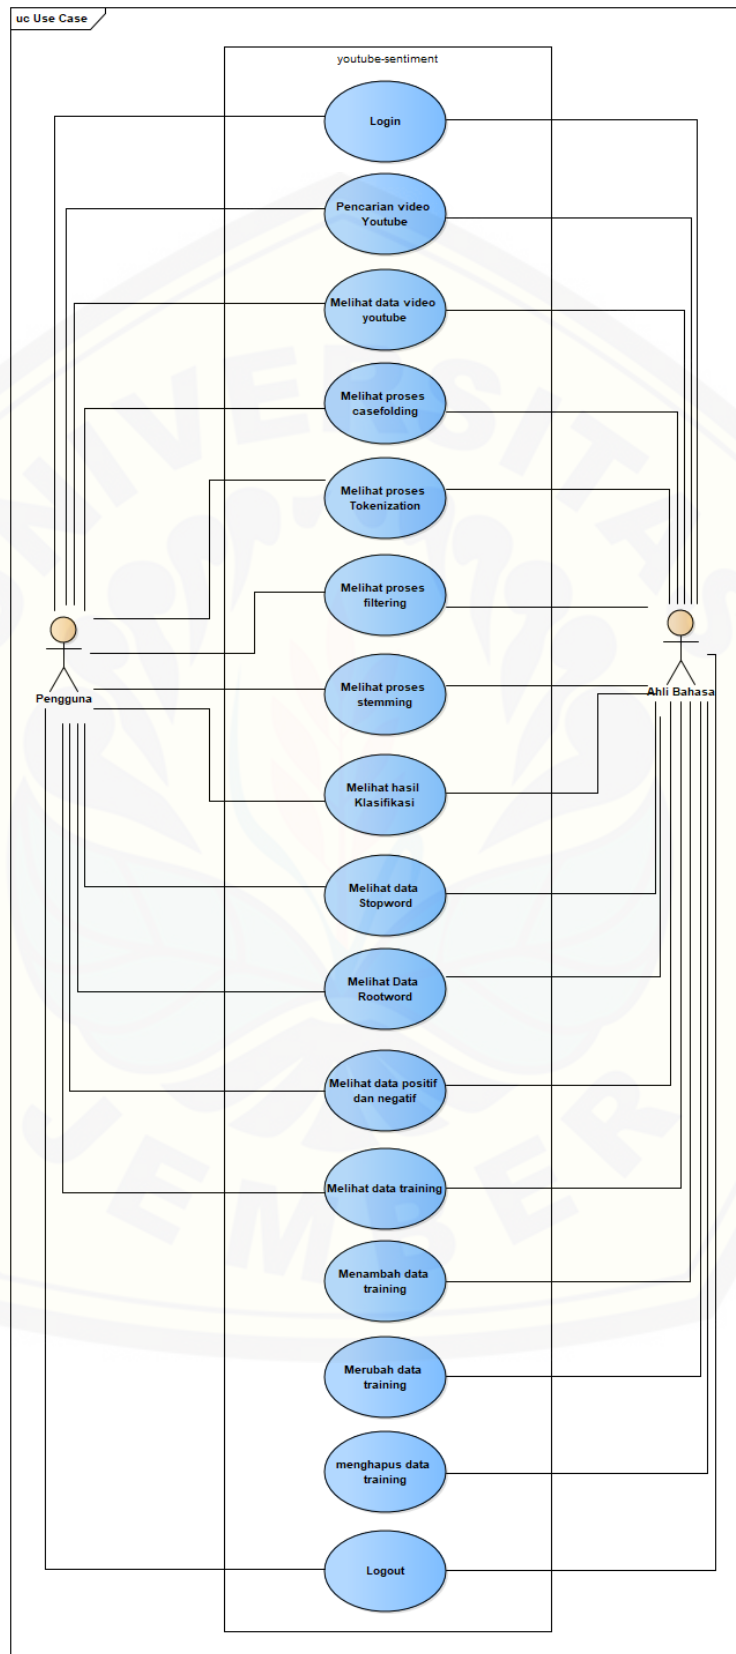 uc Use Case
youtube-sentiment
Login
Pencarian video
Youtube
Melihat data video
youtube
Melihat proses
casefolding
Melihat proses
Tokenization
Melihat proses
filtering
Melihat proses
stemming
Pengguna
Ahli Bahasa
Melihat hasil
Klasifikasi
Melihat data
Stopword
Melihat Data
Rootword
Melihat data positif
dan negatif
Melihat data training
Menambah data
training
Merubah data
training
menghapus data
training
Logout
UNIVERSITAS
JEMBER